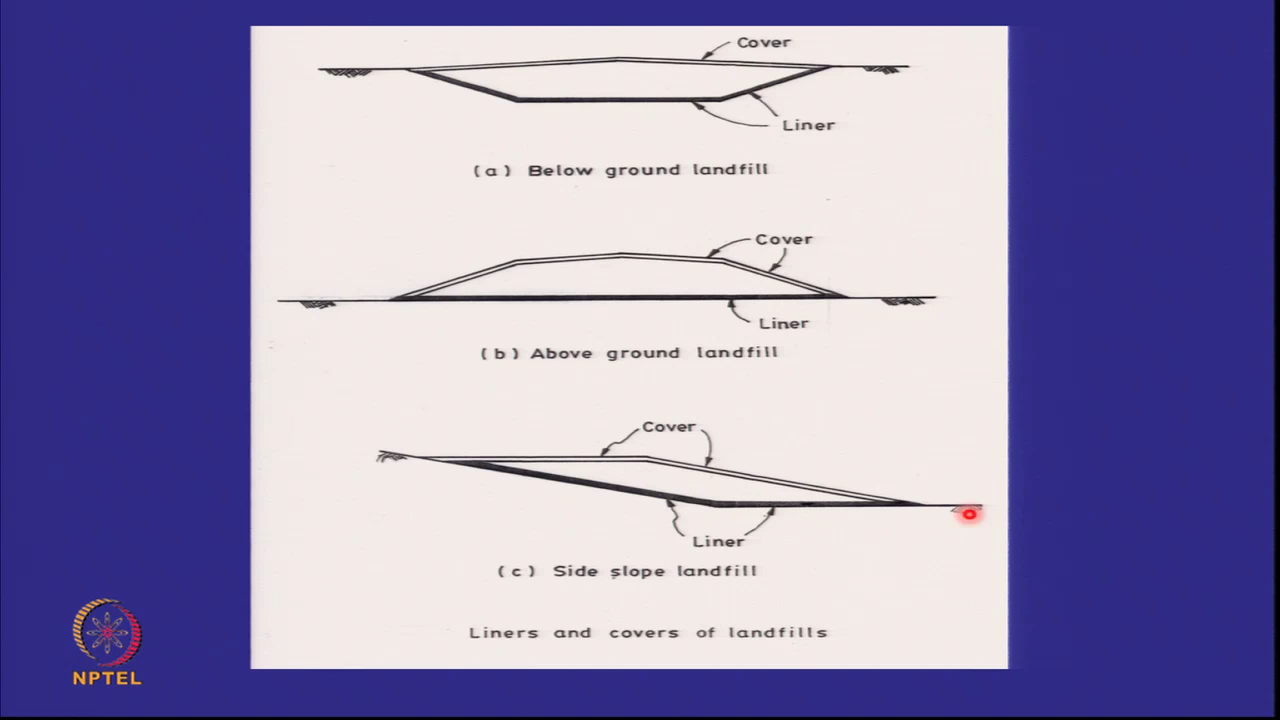 Cover
Liner
(a) Below ground landfill
Cover
Liner
(b) Above ground landfill
Cover
Liner
(c) Side slope landfill
Liners and covers of landfills
NPTEL